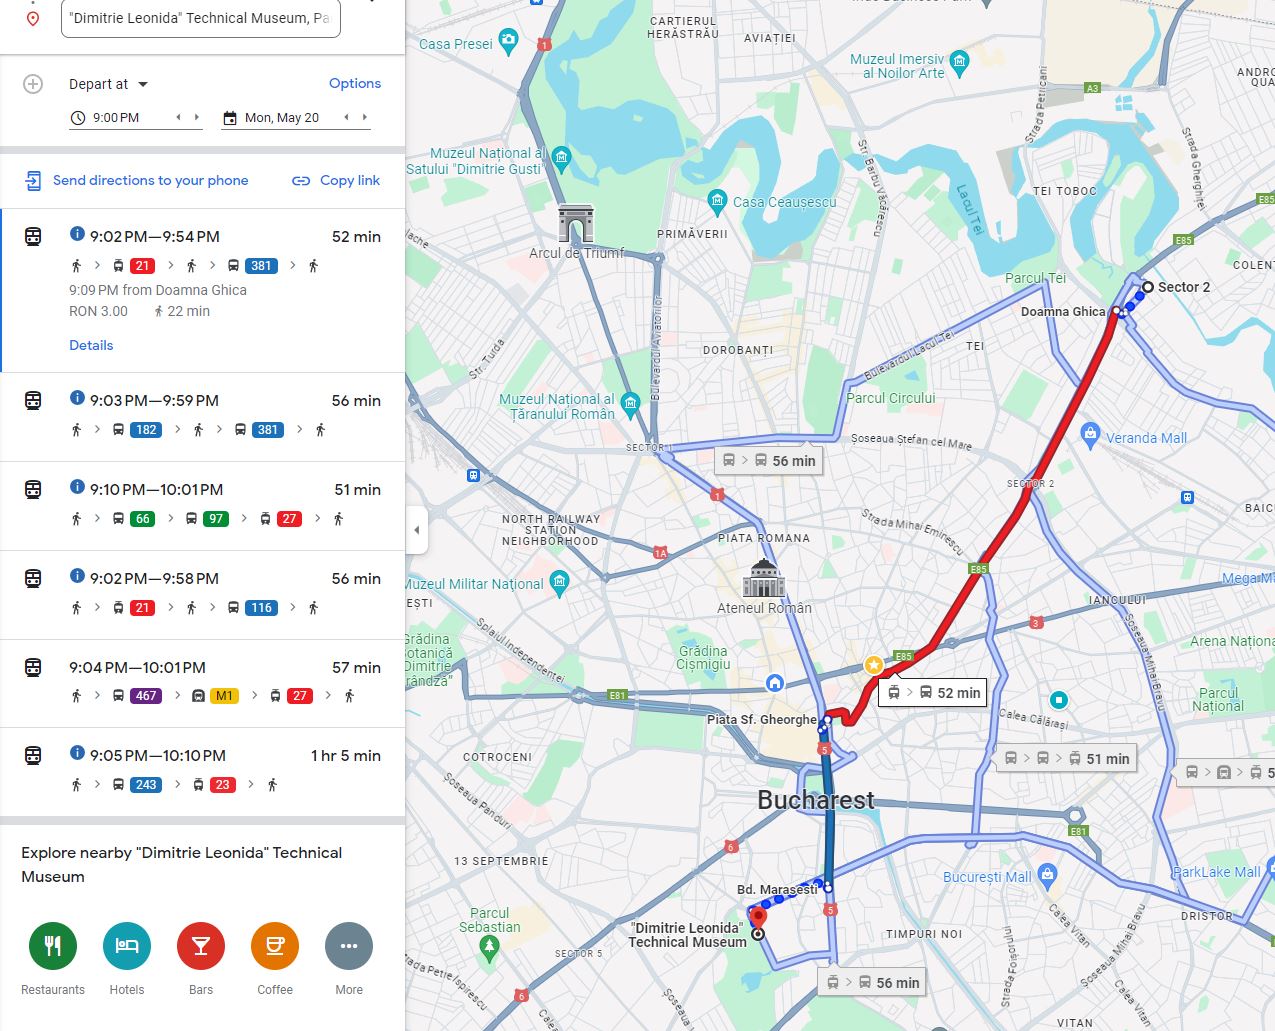 "Dimitrie Leonida" Technical Museum, Pa
Depart at
Options
9:00 PM
Mon, May 20
Send directions to your phone
Copy link
9:02 PM—9:54 PM
52 min
21
381
9:09 PM from Doamna Ghica
RON 3.00
22 min
Details
9:03 PM—9:59 PM
56 min
182
381
9:10 PM—10:01 PM
51 min
66
97
27
9:02 PM—9:58 PM
56 min
21
116
9:04 PM—10:01 PM
57 min
467
M1
27
9:05 PM—10:10 PM
1 hr 5 min
243
23
Explore nearby "Dimitrie Leonida" Technical
Museum
Restaurants
Hotels
Bars
Coffee
More
CARTIERUL
HERĂSTRĂU
AVIAȚIEI
Casa Presei
1
Muzeul Imersiv
al Noilor Arte
ANDRO
QUA
A3
Strada Petricani
Strada Gherghiței
Muzeul Național al
Satului "Dimitrie Gusti"
Str. Barbu Văcărescu
TEI TOBOC
Lacul Tei
E85
Casa Ceaușescu
PRIMĂVERII
Arcul de Triumf
E85
COLENT
Parcul Tei
Sector 2
Doamna Ghica
Bulevardul Aviatorilor
Str. Turda
DOROBANȚI
Bulevardul Lacul Tei
TEI
Muzeul Național al
Țăranului Român
Parcul Circului
SECTOR 1
Șoseaua Ștefan cel Mare
Veranda Mall
56 min
SECTOR 2
1
NORTH RAILWAY
STATION
NEIGHBORHOOD
Strada Mihai Eminescu
PIATA ROMANA
BAICU
1A
E85
Muzeul Militar Național
Ateneul Român
Mega M
EȘTI
IANCULUI
Splaiul Independenței
3
Șoseaua Mihai Bravu
Arena Național
Grădina
Botanică
Dimitrie
Brândză"
Grădina
Cișmigiu
E85
E81
52 min
Parcul
Național
Piata Sf. Gheorghe
Calea Călărași
5
COTROCENI
51 min
5
Șoseaua Panduri
Bucharest
E81
6
13 SEPTEMBRIE
București Mall
ParkLake Mall
Bd. Marasesti
Parcul
Sebastian
5
DRISTOR
Calea Vitan
"Dimitrie Leonida"
Technical Museum
TIMPURI NOI
SECTOR 5
Șoseaua Mihai Bravu
Strada Petre Ispirescu
56 min
6
Calea Vitan
VITAN